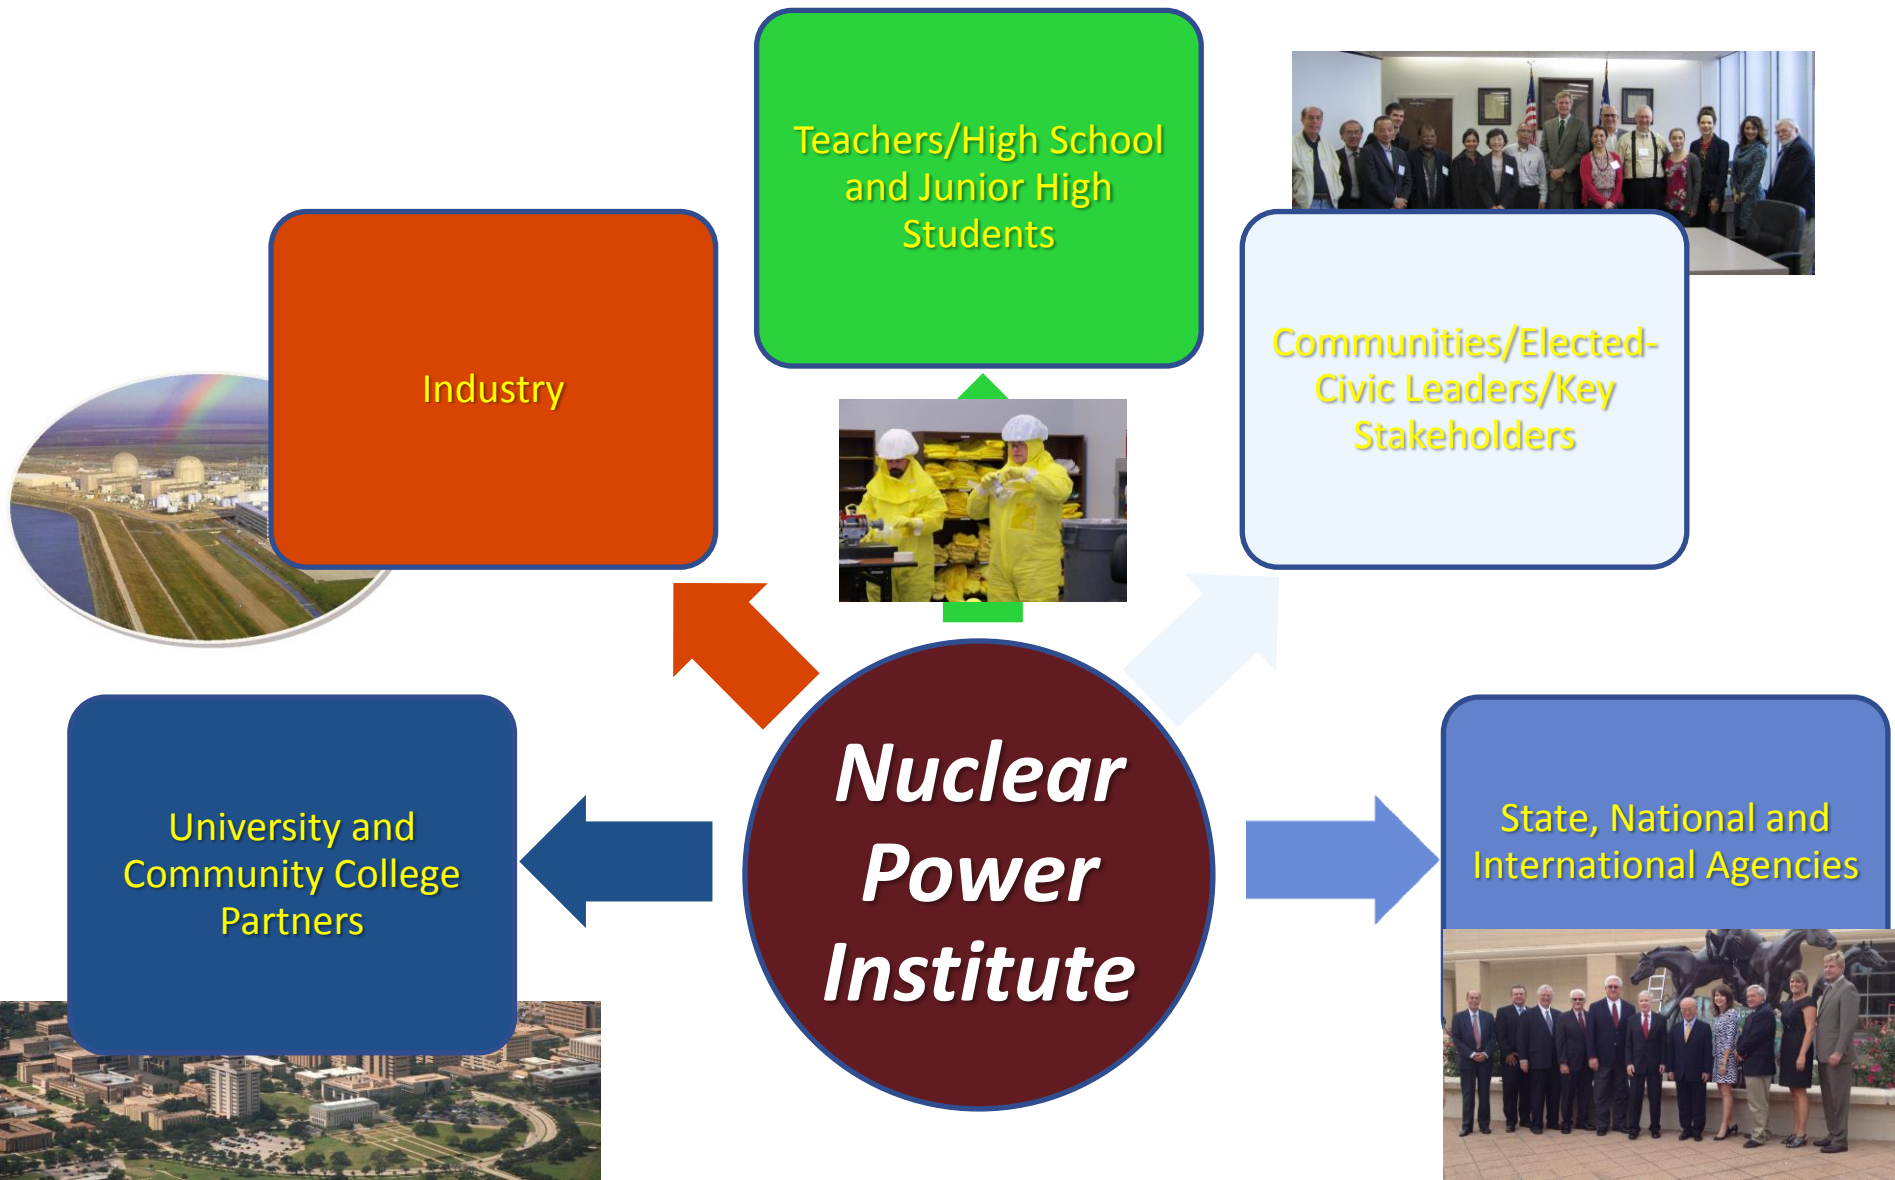 Teachers/High School
and Junior High
Students
Industry
Communities/Elected-
Civic Leaders/Key
Stakeholders
University and
Community College
Partners
Nuclear
Power
Institute
State, National and
International Agencies